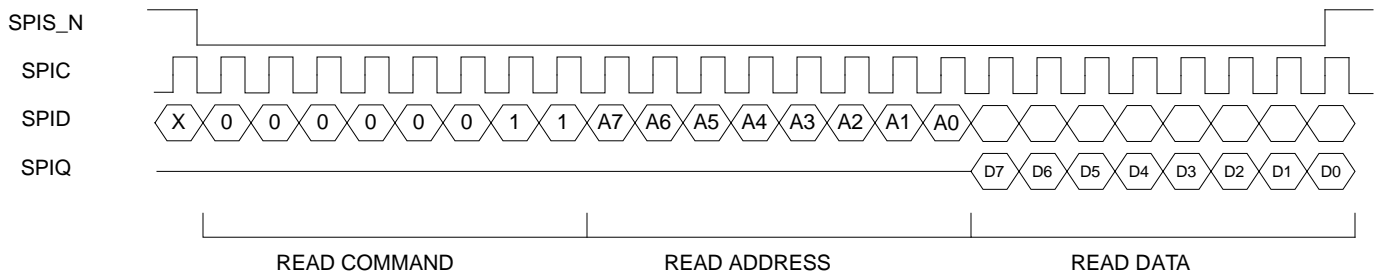 SPIS_N
SPIC
SPID X 0 0 0 0 0 0 1 1 A7 A6 A5 A4 A3 A2 A1 A0
SPIQ D7 D6 D5 D4 D3 D2 D1 D0
READ COMMAND READ ADDRESS READ DATA